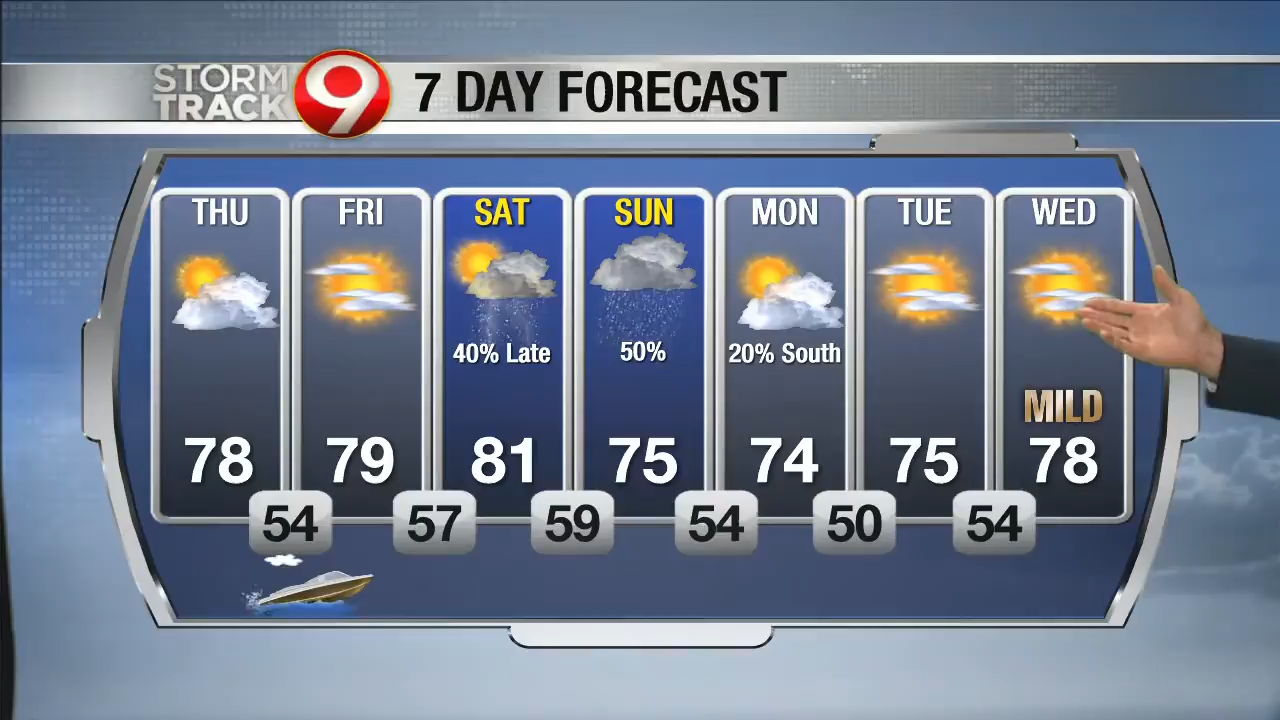 STORM
TRACK 9
7 DAY FORECAST
THU FRI SAT SUN MON TUE WED
40% Late 50% 20% South
MILD
78 79 81 75 74 75 78
54 57 59 54 50 54